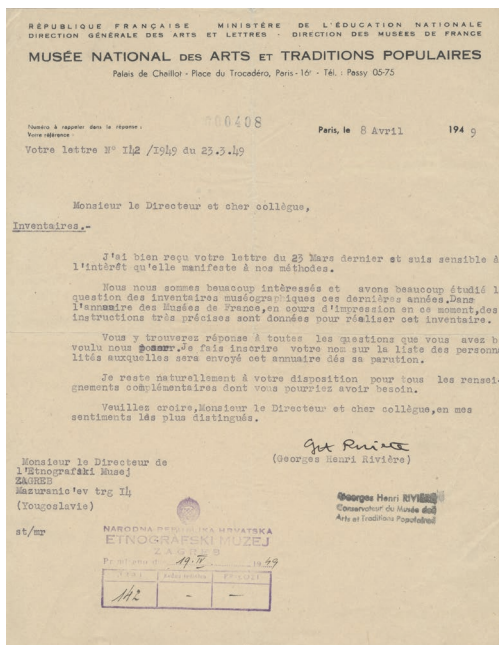 RÉPUBLIQUE FRANÇAISE MINISTÈRE DE L'ÉDUCATION NATIONALE
DIRECTION GÉNÉRALE DES ARTS ET LETTRES - DIRECTION DES MUSÉES DE FRANCE
MUSÉE NATIONAL DES ARTS ET TRADITIONS POPULAIRES
Palais de Chaillot - Place du Trocadéro, Paris-16e - Tél. : Passy 05-75
000408
Numéro à rappeler dans la réponse :
Votre référence :
Paris, le 8 Avril 194 9
Votre lettre N° I42 /I949 du 23.3.49
Monsieur le Directeur et cher collègue,
Inventaires.-
J'ai bien reçu votre lettre du 23 Mars dernier et suis sensible à
l'intérêt qu'elle manifeste à nos méthodes.
Nous nous sommes beuacoup intéressés et avons beaucoup étudié l
question des inventaires muséographiques ces dernières années.Dans
l'annuaire des Musées de France,en cours d'impression en ce moment,des
instructions très précises sont données pour réaliser cet inventaire.
Vous y trouverez réponse à toutes les questions que vous avez b
voulu nous poser.Je fais inscrire votre nom sur la liste des personna
lités auxquelles sera envoyé cet annuaire dés sa parution.
Je reste naturellement à votre disposition pour tous les rensei
gnements complémentaires dont vous pourriez avoir besoin.
Veuillez croire,Monsieur le Directeur et cher collègue,en mes
sentiments lés plus distingués.
(Georges Henri Rivière)
Monsieur le Directeur de
l'Etnografski Musej
ZAGREB
Mazuranic'ev trg I4
(Yougoslavie)
Georges Henri RIVIÈRE
Conservateur du Musée des
Arts et Traditions Populaires
st/mr
NARODNA REPUBLIKA HRVATSKA
ETNOGRAFSKI MUZEJ
ZAGREB
19.IV. 1949
142 - -